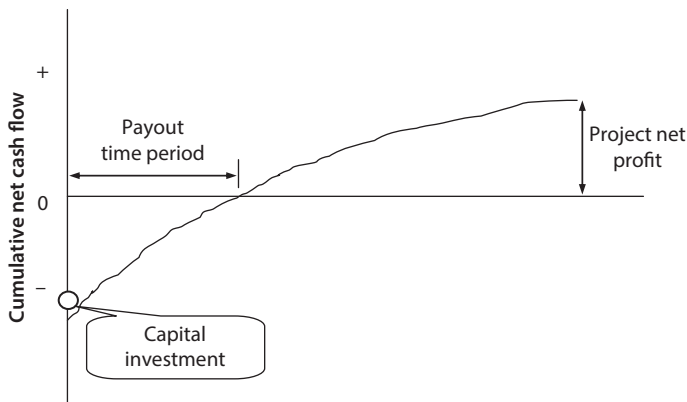 Cumulative net cash flow
+
0
–
Payout
time period
Project net
profit
Capital
investment